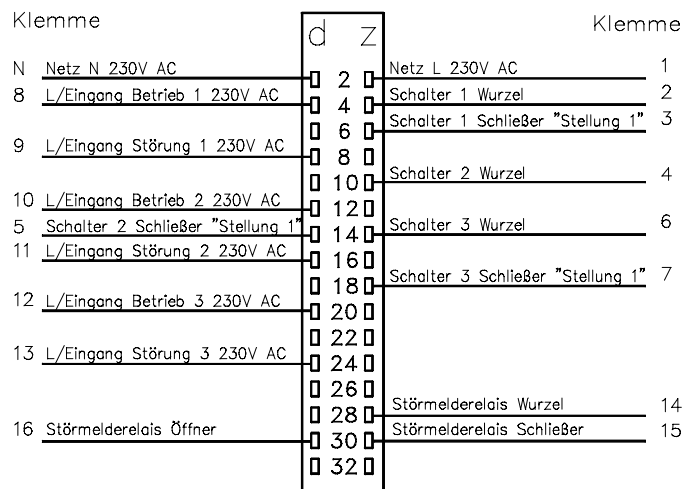 Klemme
d z
Klemme
N Netz N 230V AC 2 Netz L 230V AC 1
8 L/Eingang Betrieb 1 230V AC 4 Schalter 1 Wurzel 2
6 Schalter 1 Schließer "Stellung 1" 3
9 L/Eingang Störung 1 230V AC 8
10 Schalter 2 Wurzel 4
10 L/Eingang Betrieb 2 230V AC 12
5 Schalter 2 Schließer "Stellung 1" 14 Schalter 3 Wurzel 6
11 L/Eingang Störung 2 230V AC 16
18 Schalter 3 Schließer "Stellung 1" 7
12 L/Eingang Betrieb 3 230V AC 20
22
13 L/Eingang Störung 3 230V AC 24
26
28 Störmelderelais Wurzel 14
16 Störmelderelais Öffner 30 Störmelderelais Schließer 15
32